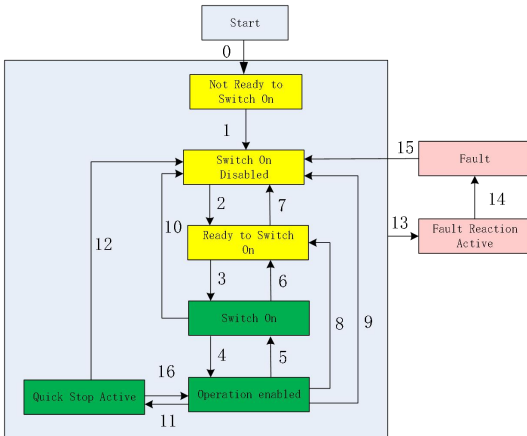 Start
0
Not Ready to
Switch On
1
Switch On
Disabled
15
Fault
2
7
14
10
12
Ready to Switch
On
13
Fault Reaction
Active
3
6
8
9
Switch On
4
5
16
Quick Stop Active
Operation enabled
11